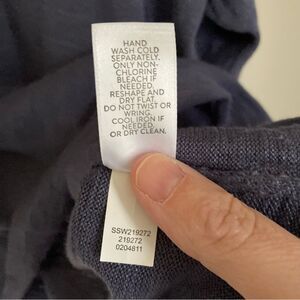 HAND
WASH COLD
SEPARATELY.
ONLY NON-
CHLORINE
BLEACH IF
NEEDED.
RESHAPE AND
DRY FLAT.
DO NOT TWIST OR
WRING.
COOL IRON IF
NEEDED.
OR DRY CLEAN.
SSW219272
219272
0204811